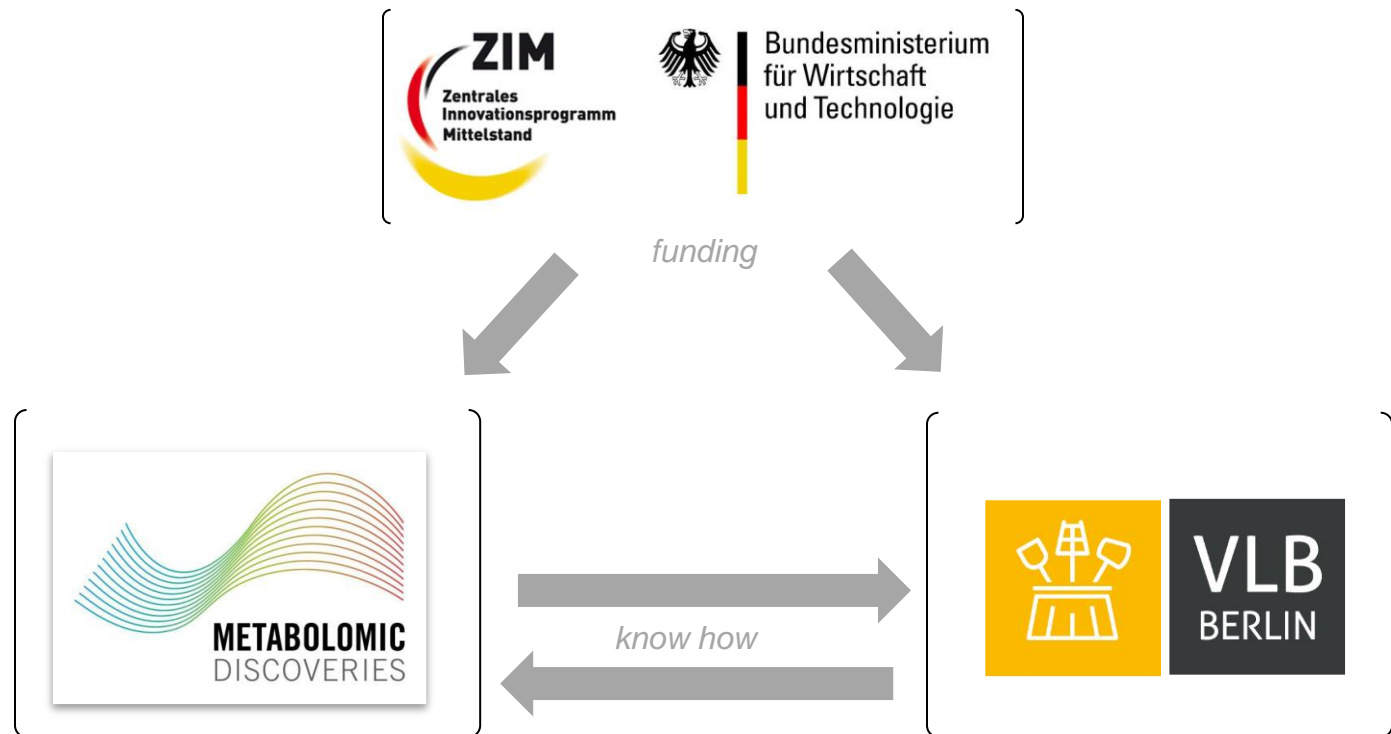 ZIM
Zentrales
Innovationsprogramm
Mittelstand
Bundesministerium
für Wirtschaft
und Technologie
funding
METABOLOMIC
DISCOVERIES
know how
VLB
BERLIN